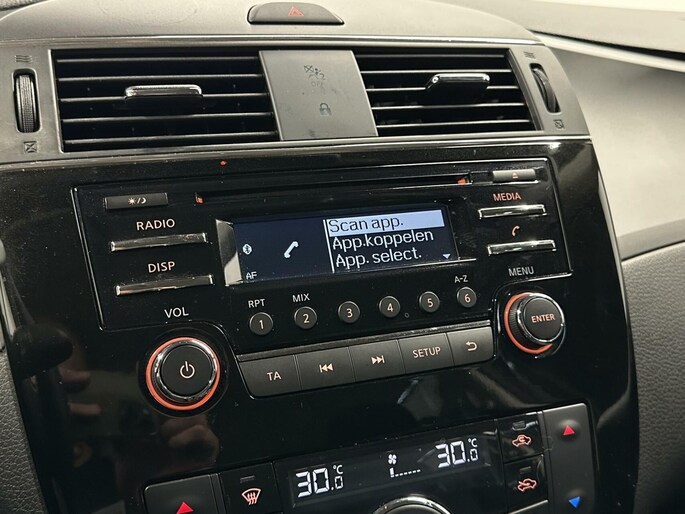 RADIO
MEDIA
Scan app.
App.koppelen
App. select.
AF
DISP
MENU
VOL
RPT
MIX
A-Z
1
2
3
4
5
6
ENTER
TA
SETUP
30.0 °C
30.0 °C